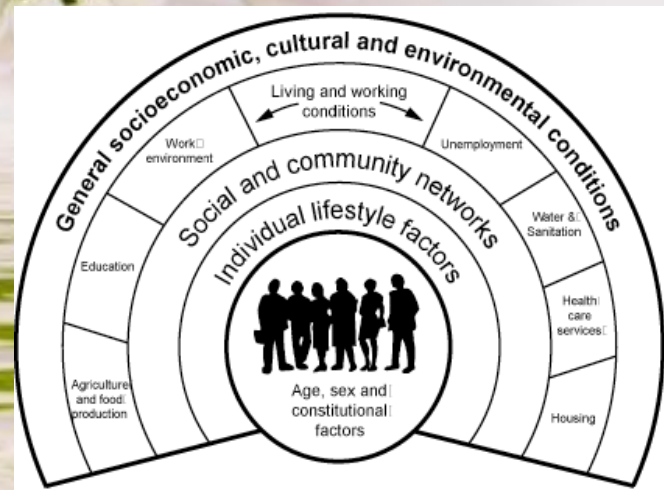 General socioeconomic, cultural and environmental conditions
Living and working
conditions
Work
environment
Unemployment
Education
Water &
Sanitation
Agriculture
and food
production
Health
care
services
Housing
Social and community networks
Individual lifestyle factors
Age, sex and
constitutional
factors